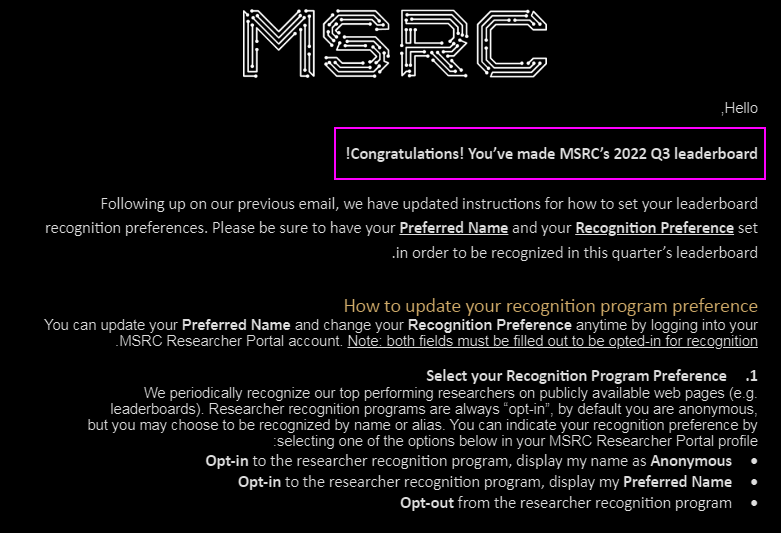 MSRC
,Hello
!Congratulations! You’ve made MSRC’s 2022 Q3 leaderboard
Following up on our previous email, we have updated instructions for how to set your leaderboard
recognition preferences. Please be sure to have your Preferred Name and your Recognition Preference set
.in order to be recognized in this quarter’s leaderboard
How to update your recognition program preference
You can update your Preferred Name and change your Recognition Preference anytime by logging into your
.MSRC Researcher Portal account. Note: both fields must be filled out to be opted-in for recognition
1. Select your Recognition Program Preference
We periodically recognize our top performing researchers on publicly available web pages (e.g.
leaderboards). Researcher recognition programs are always “opt-in”, by default you are anonymous,
but you may choose to be recognized by name or alias. You can indicate your recognition preference by
:selecting one of the options below in your MSRC Researcher Portal profile
• Opt-in to the researcher recognition program, display my name as Anonymous
• Opt-in to the researcher recognition program, display my Preferred Name
• Opt-out from the researcher recognition program